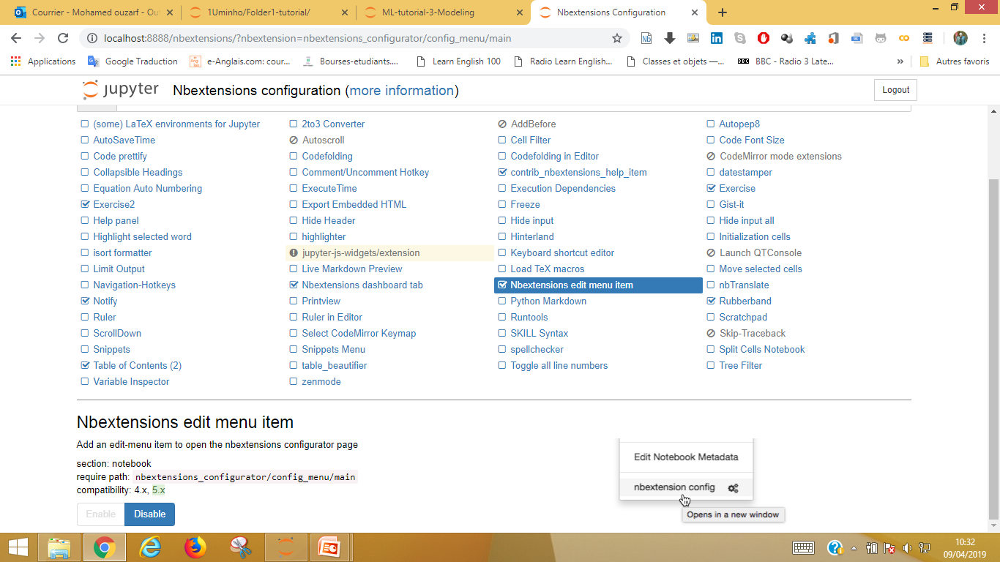 Courrier - Mohamed ouzarf - Ou
1Uminho/Folder1-tutorial/
ML-tutorial-3-Modeling
Nbextensions Configuration
localhost:8888/nbextensions/?nbextension=nbextensions_configurator/config_menu/main
Applications
Google Traduction
e-Anglais.com: cour...
Bourses-etudiants....
Learn English 100
Radio Learn English...
Classes et objets —...
BBC - Radio 3 Late...
»
Autres favoris
jupyter
Nbextensions configuration (more information)
Logout
(some) LaTeX environments for Jupyter
2to3 Converter
AddBefore
Autopep8
AutoSaveTime
Autoscroll
Cell Filter
Code Font Size
Code prettify
Codefolding
Codefolding in Editor
CodeMirror mode extensions
Collapsible Headings
Comment/Uncomment Hotkey
contrib_nbextensions_help_item
datestamper
Equation Auto Numbering
ExecuteTime
Execution Dependencies
Exercise
Exercise2
Export Embedded HTML
Freeze
Gist-it
Help panel
Hide Header
Hide input
Hide input all
Highlight selected word
highlighter
Hinterland
Initialization cells
isort formatter
jupyter-js-widgets/extension
Keyboard shortcut editor
Launch QTConsole
Limit Output
Live Markdown Preview
Load TeX macros
Move selected cells
Navigation-Hotkeys
Nbextensions dashboard tab
Nbextensions edit menu item
nbTranslate
Notify
Printview
Python Markdown
Rubberband
Ruler
Ruler in Editor
Runtools
Scratchpad
ScrollDown
Select CodeMirror Keymap
SKILL Syntax
Skip-Traceback
Snippets
Snippets Menu
spellchecker
Split Cells Notebook
Table of Contents (2)
table_beautifier
Toggle all line numbers
Tree Filter
Variable Inspector
zenmode
Nbextensions edit menu item
Add an edit-menu item to open the nbextensions configurator page
section: notebook
require path: nbextensions_configurator/config_menu/main
compatibility: 4.x, 5.x
Enable
Disable
Edit Notebook Metadata
nbextension config
Opens in a new window
10:32
09/04/2019